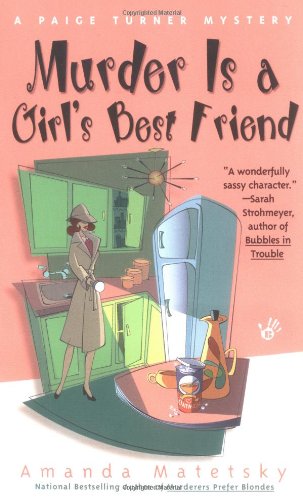 A PAIGE TURNER MYSTERY
Murder Is a
Girl's Best Friend
"A wonderfully
sassy character."
—Sarah
Strohmeyer,
author of
Bubbles in
Trouble
Amanda Matetsky
National Bestselling Murderers Prefer Blondes